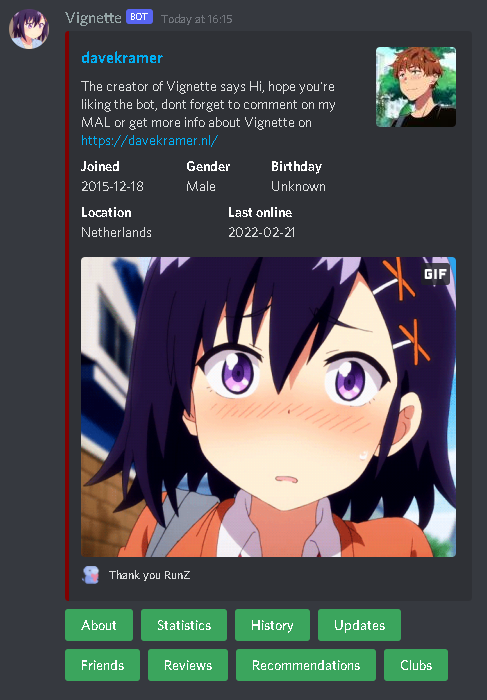 Vignette BOT Today at 16:15
davekramer
The creator of Vignette says Hi, hope you're
liking the bot, dont forget to comment on my
MAL or get more info about Vignette on
https://davekramer.nl/
Joined Gender Birthday
2015-12-18 Male Unknown
Location Last online
Netherlands 2022-02-21
GIF
Thank you RunZ
About Statistics History Updates
Friends Reviews Recommendations Clubs